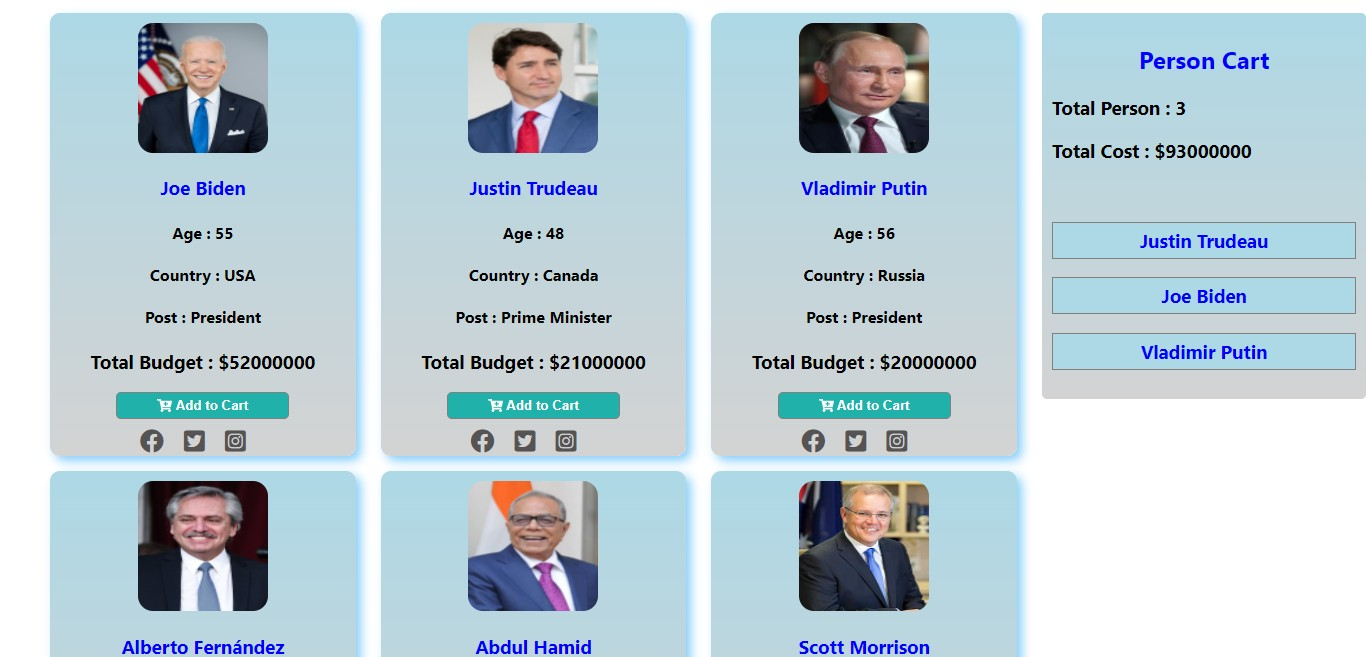 Joe Biden
Age : 55
Country : USA
Post : President
Total Budget : $52000000
Add to Cart
Justin Trudeau
Age : 48
Country : Canada
Post : Prime Minister
Total Budget : $21000000
Add to Cart
Vladimir Putin
Age : 56
Country : Russia
Post : President
Total Budget : $20000000
Add to Cart
Person Cart
Total Person : 3
Total Cost : $93000000
Justin Trudeau
Joe Biden
Vladimir Putin
Alberto Fernández
Abdul Hamid
Scott Morrison